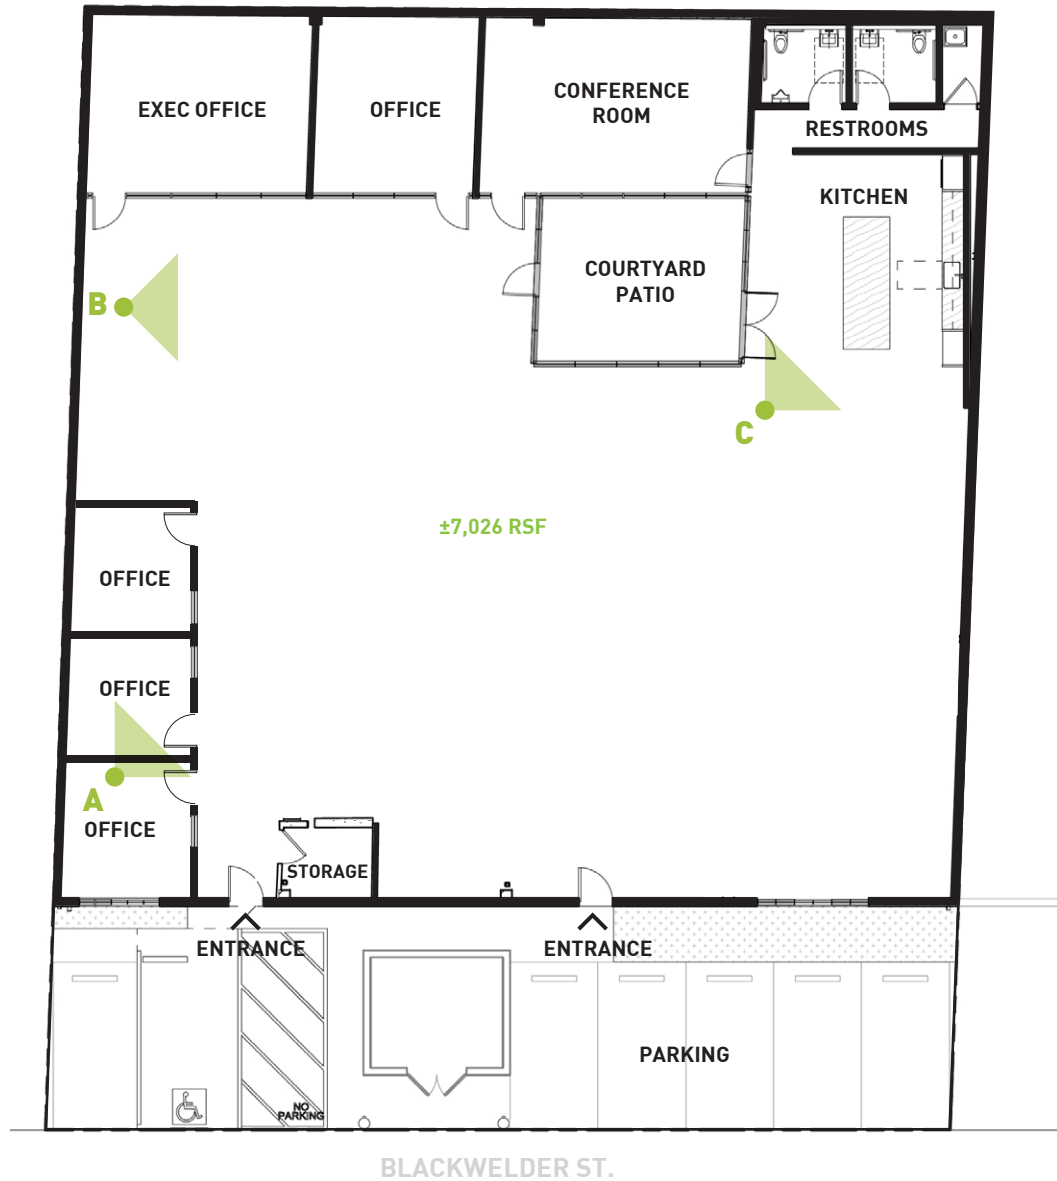 EXEC OFFICE
OFFICE
CONFERENCE
ROOM
RESTROOMS
KITCHEN
COURTYARD
PATIO
B
C
±7,026 RSF
OFFICE
OFFICE
A
OFFICE
STORAGE
ENTRANCE
ENTRANCE
PARKING
NO
PARKING
BLACKWELDER ST.